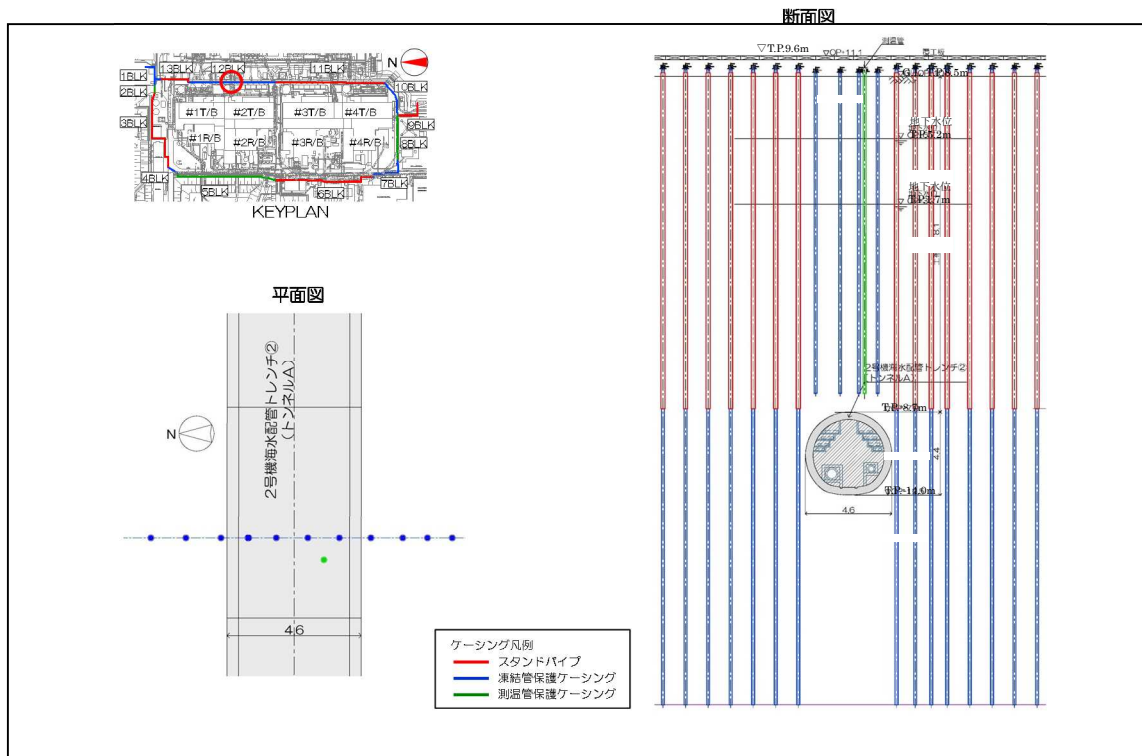 断面図
1BLK
13BLK
12BLK
11BLK
N
2BLK
10BLK
#1T/B
#2T/B
#3T/B
#4T/B
3BLK
9BLK
#1R/B
#2R/B
#3R/B
#4R/B
8BLK
4BLK
5BLK
6BLK
7BLK
KEYPLAN
平面図
2号機海水配管トレンチ②
(トンネルA)
N
4.6
ケーシング凡例
スタンドパイプ
凍結管保護ケーシング
測温管保護ケーシング
▽T.P.9.6m
▽OP+11.1
測温管
覆工板
地下水位
地下水位
2号機海水配管トレンチ②
(トンネルA)
4.4
4.6